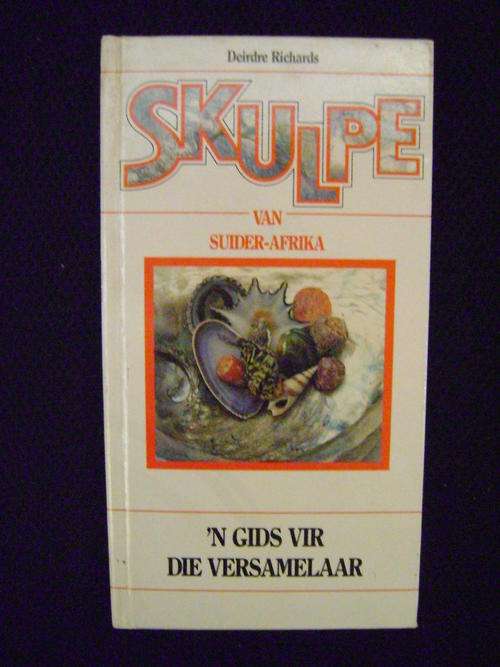 Deirdre Richards
SKULPE
VAN
SUIDER-AFRIKA
'N GIDS VIR
DIE VERSAMELAAR